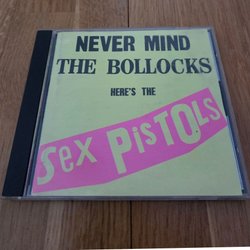 NEVER MIND
THE BOLLOCKS
HERE'S THE
Sex PiSTOLS